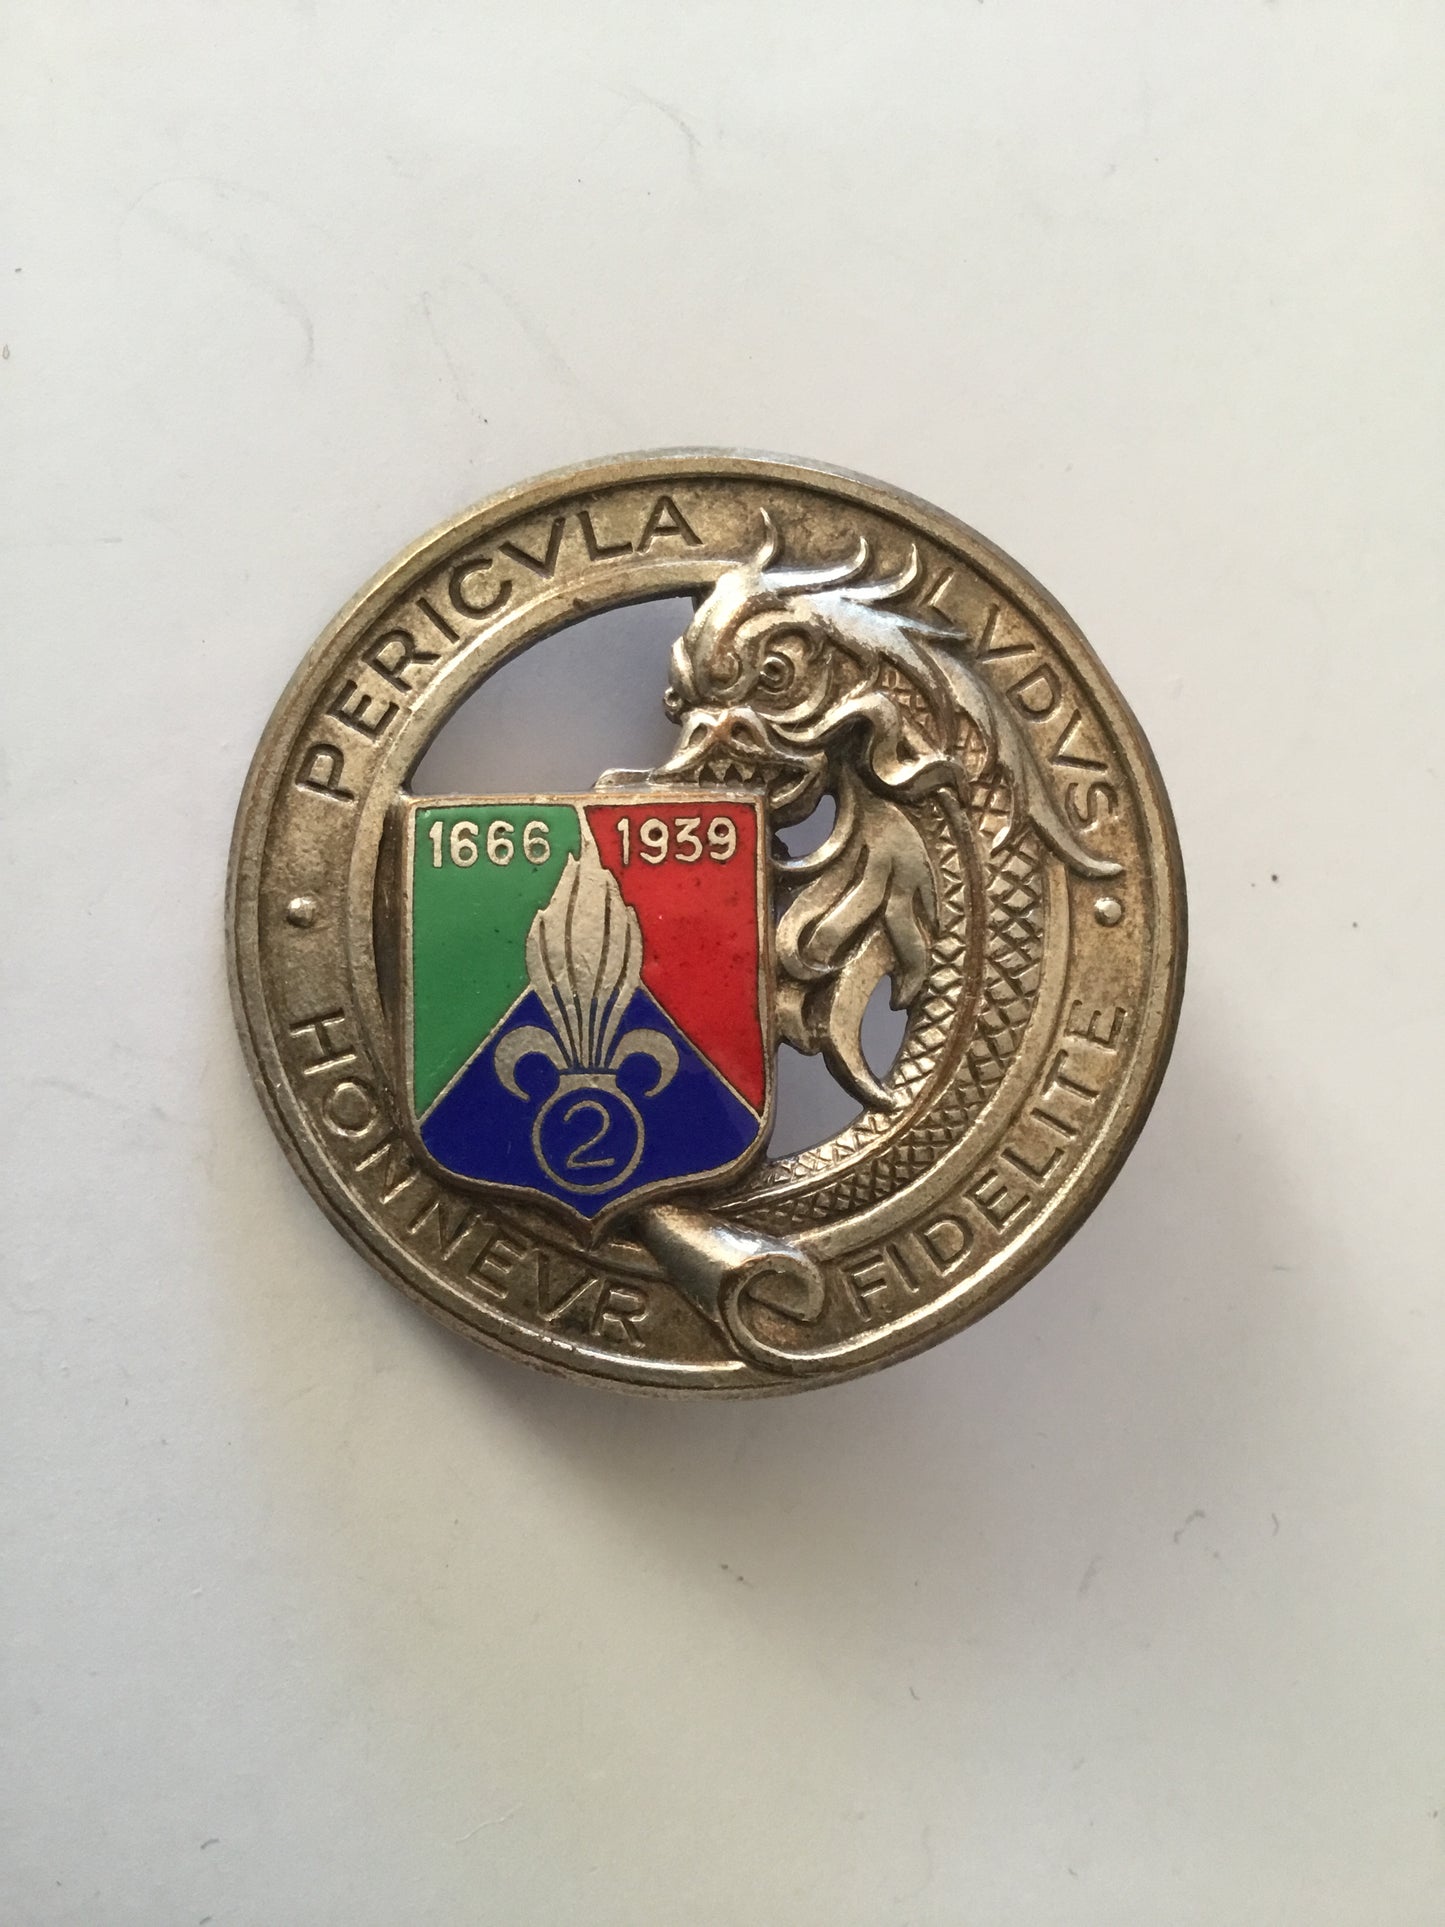 PERICVLA LVDVS
1666 1939
2
HONNEVR FIDELITE